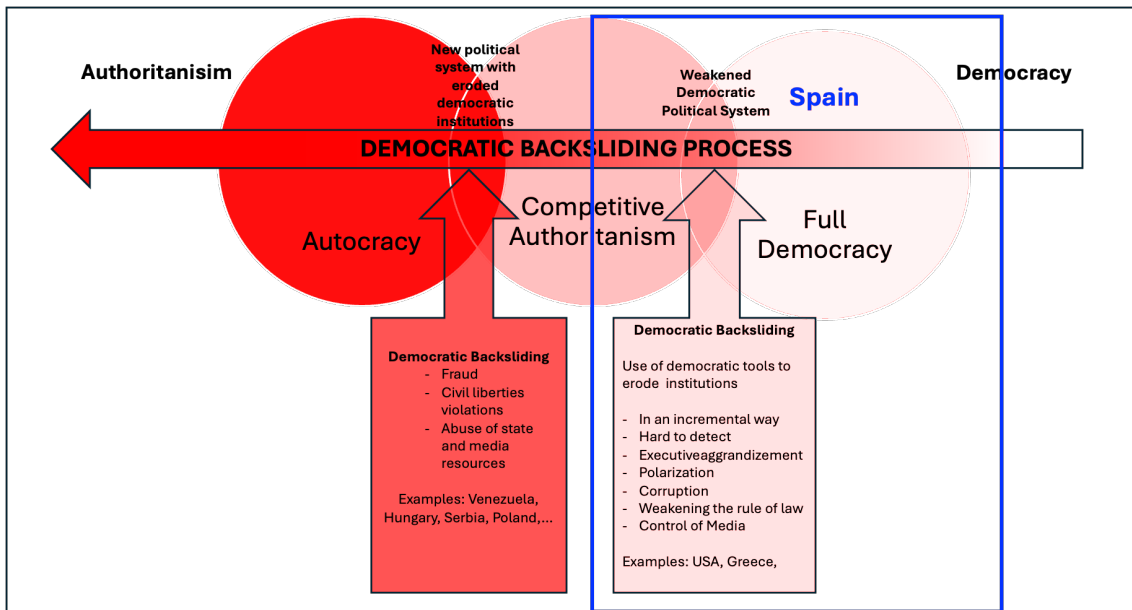 Authoritanisim
New political
system with
eroded
democratic
institutions
Weakened
Democratic
Political System
Spain
Democracy
DEMOCRATIC BACKSLIDING PROCESS
Autocracy
Competitive
Authoritanism
Full
Democracy
Democratic Backsliding
- Fraud
- Civil liberties
violations
- Abuse of state
and media
resources
Examples: Venezuela,
Hungary, Serbia, Poland,...
Democratic Backsliding
Use of democratic tools to
erode institutions
- In an incremental way
- Hard to detect
- Executiveaggrandizement
- Polarization
- Corruption
- Weakening the rule of law
- Control of Media
Examples: USA, Greece,